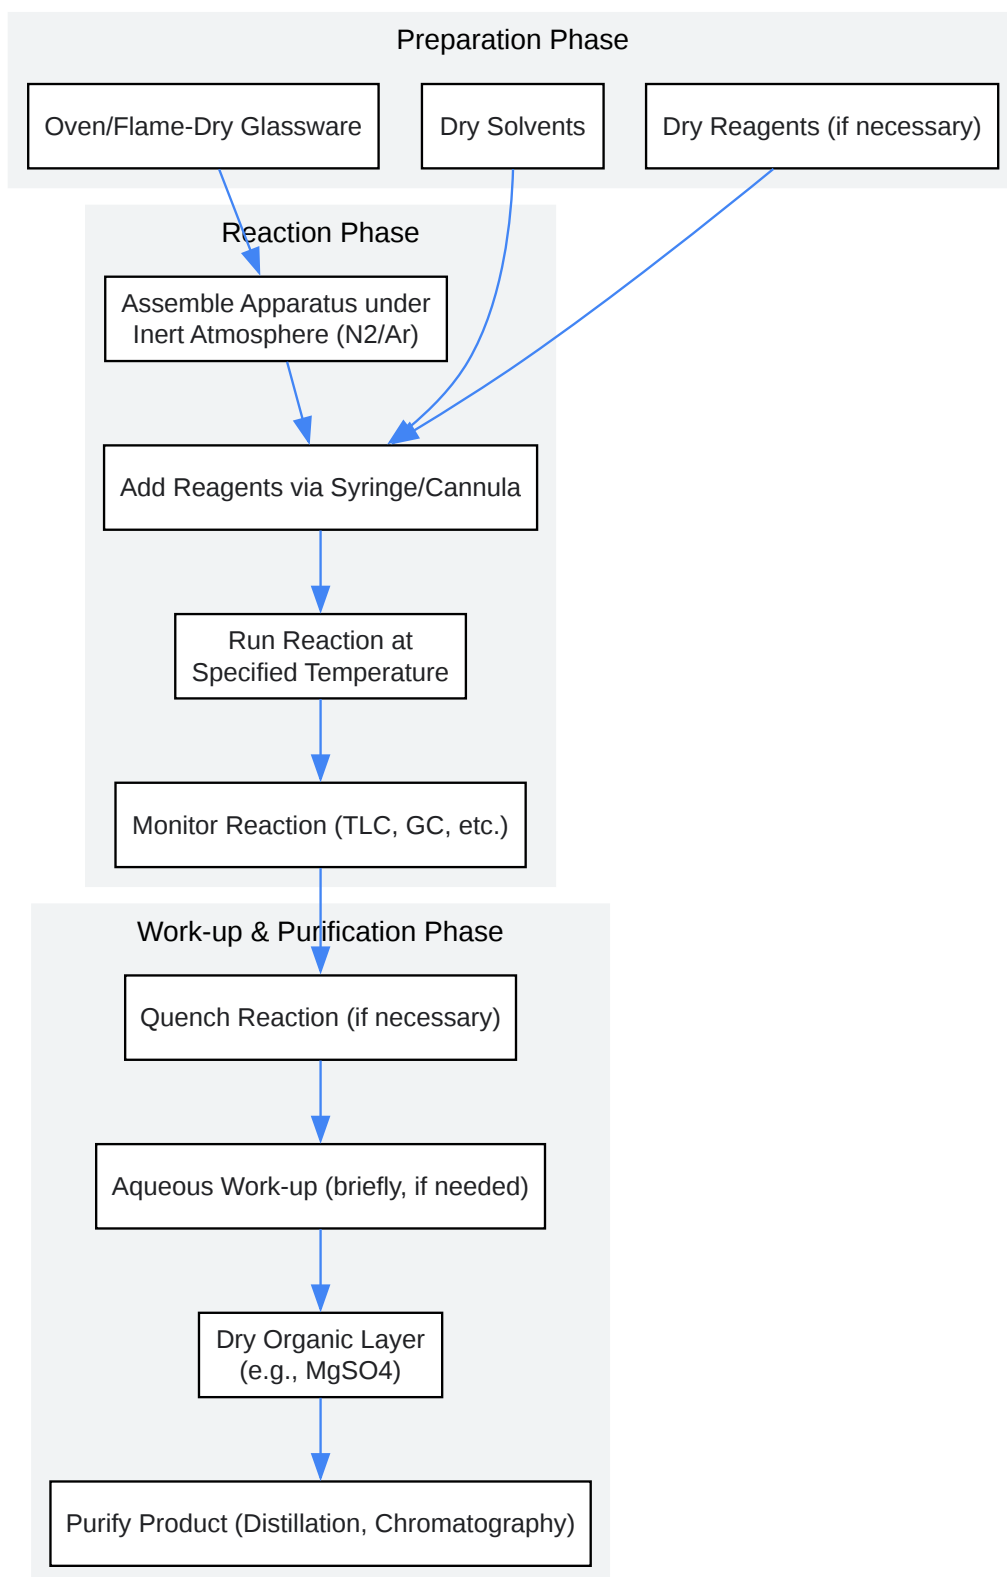 Preparation Phase
Oven/Flame-Dry Glassware
Dry Solvents
Dry Reagents (if necessary)
Reaction Phase
Assemble Apparatus under
Inert Atmosphere (N2/Ar)
Add Reagents via Syringe/Cannula
Run Reaction at
Specified Temperature
Monitor Reaction (TLC, GC, etc.)
Work-up & Purification Phase
Quench Reaction (if necessary)
Aqueous Work-up (briefly, if needed)
Dry Organic Layer
(e.g., MgSO4)
Purify Product (Distillation, Chromatography)